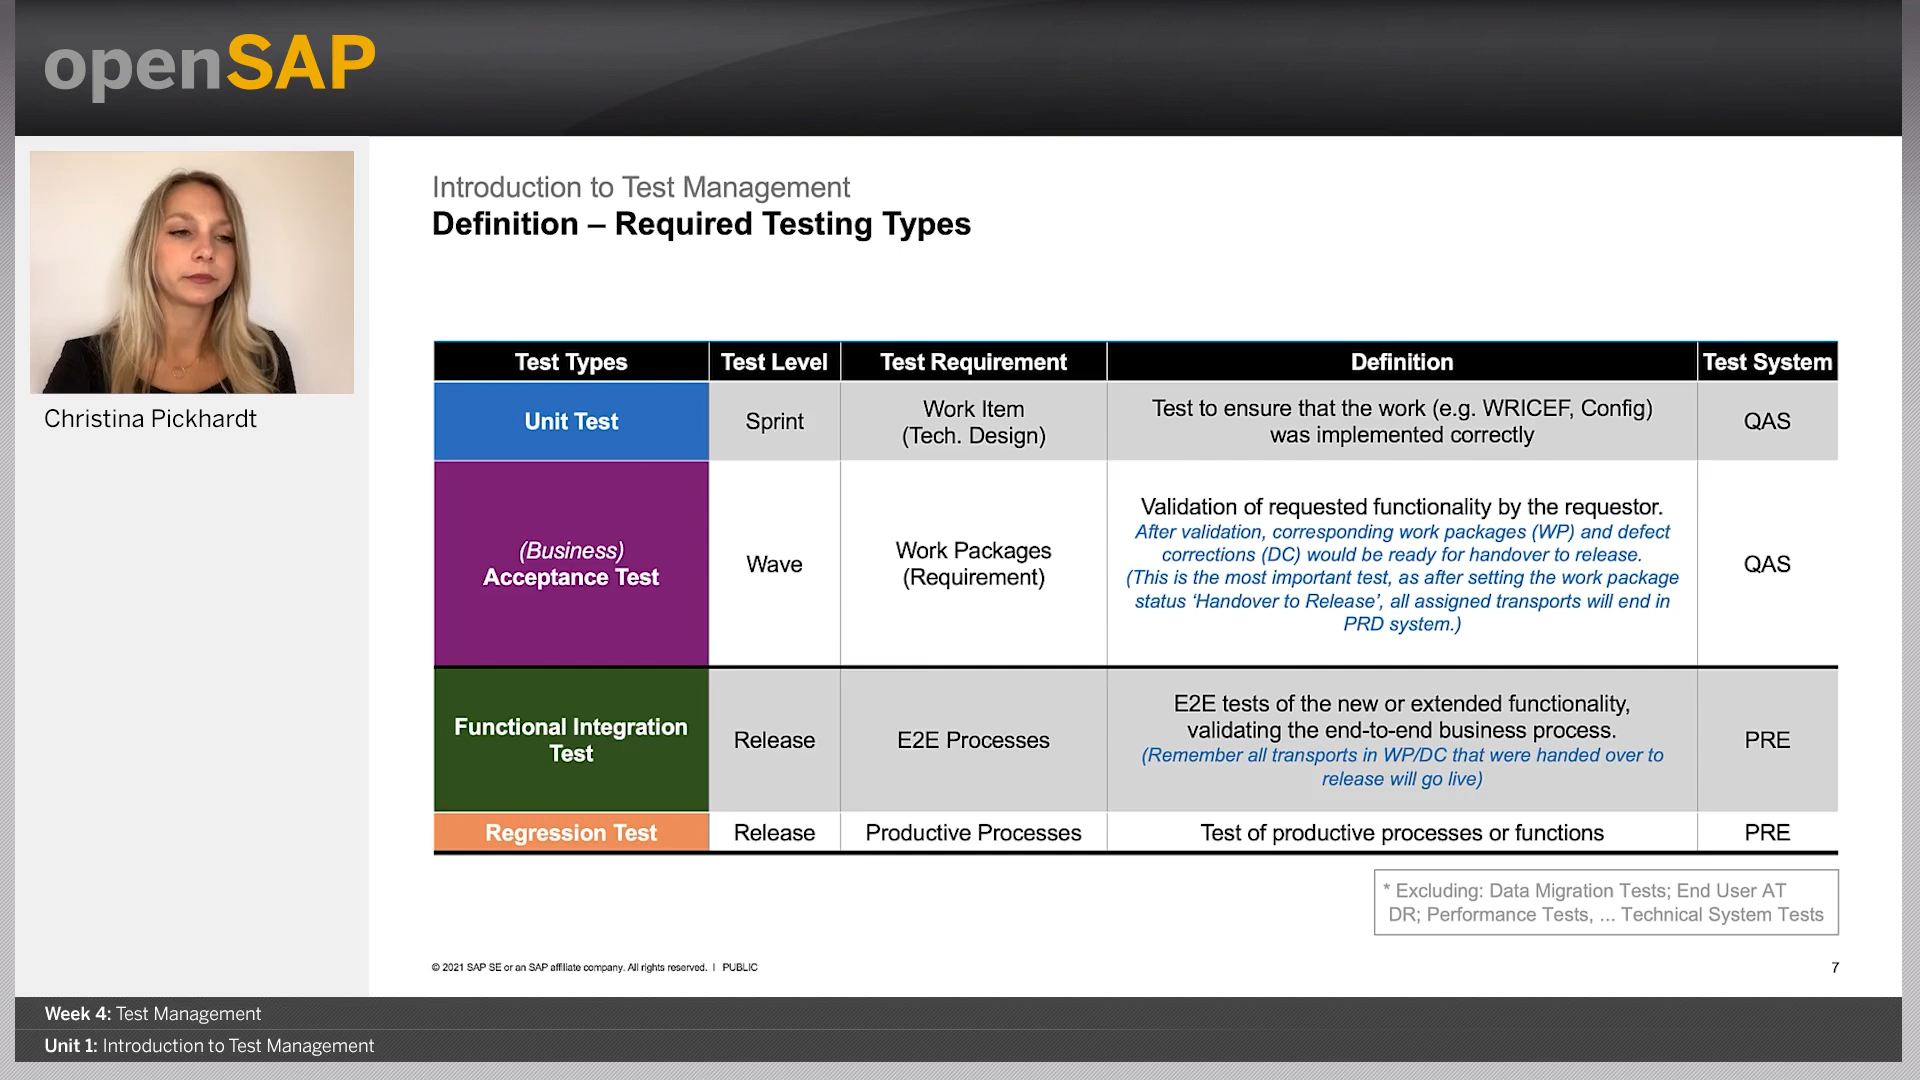 openSAP
Christina Pickhardt
Introduction to Test Management
Definition – Required Testing Types
Test Types Test Level Test Requirement Definition Test System
Unit Test
Sprint
Work Item
(Tech. Design)
Test to ensure that the work (e.g. WRICEF, Config)
was implemented correctly
QAS
(Business)
Acceptance Test
Wave
Work Packages
(Requirement)
Validation of requested functionality by the requestor.
After validation, corresponding work packages (WP) and defect
corrections (DC) would be ready for handover to release.
(This is the most important test, as after setting the work package
status ‘Handover to Release’, all assigned transports will end in
PRD system.)
QAS
Functional Integration
Test
Release
E2E Processes
E2E tests of the new or extended functionality,
validating the end-to-end business process.
(Remember all transports in WP/DC that were handed over to
release will go live)
PRE
Regression Test Release Productive Processes Test of productive processes or functions PRE
* Excluding: Data Migration Tests; End User AT
DR; Performance Tests, ... Technical System Tests
© 2021 SAP SE or an SAP affiliate company. All rights reserved. | PUBLIC
7
Week 4: Test Management
Unit 1: Introduction to Test Management